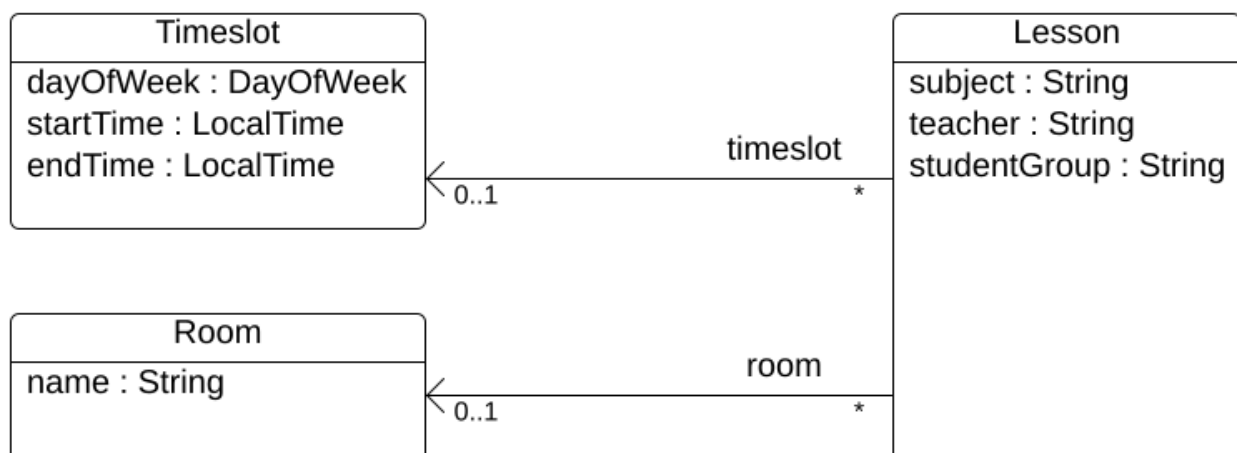 Timeslot
dayOfWeek : DayOfWeek
startTime : LocalTime
endTime : LocalTime
timeslot
0..1
*
Lesson
subject : String
teacher : String
studentGroup : String
Room
name : String
room
0..1
*